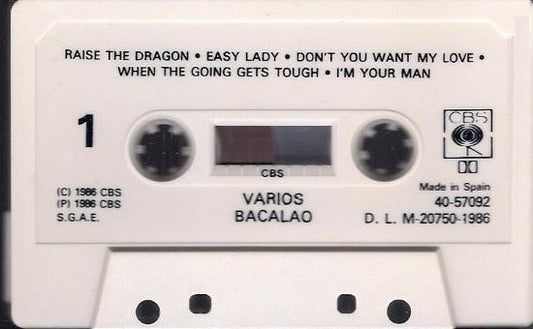 RAISE THE DRAGON • EASY LADY • DON'T YOU WANT MY LOVE •
WHEN THE GOING GETS TOUGH • I'M YOUR MAN
1
CBS
CBS
(C) 1986 CBS
(P) 1986 CBS
S.G.A.E.
VARIOS
BACALAO
Made in Spain
40-57092
D. L. M-20750-1986